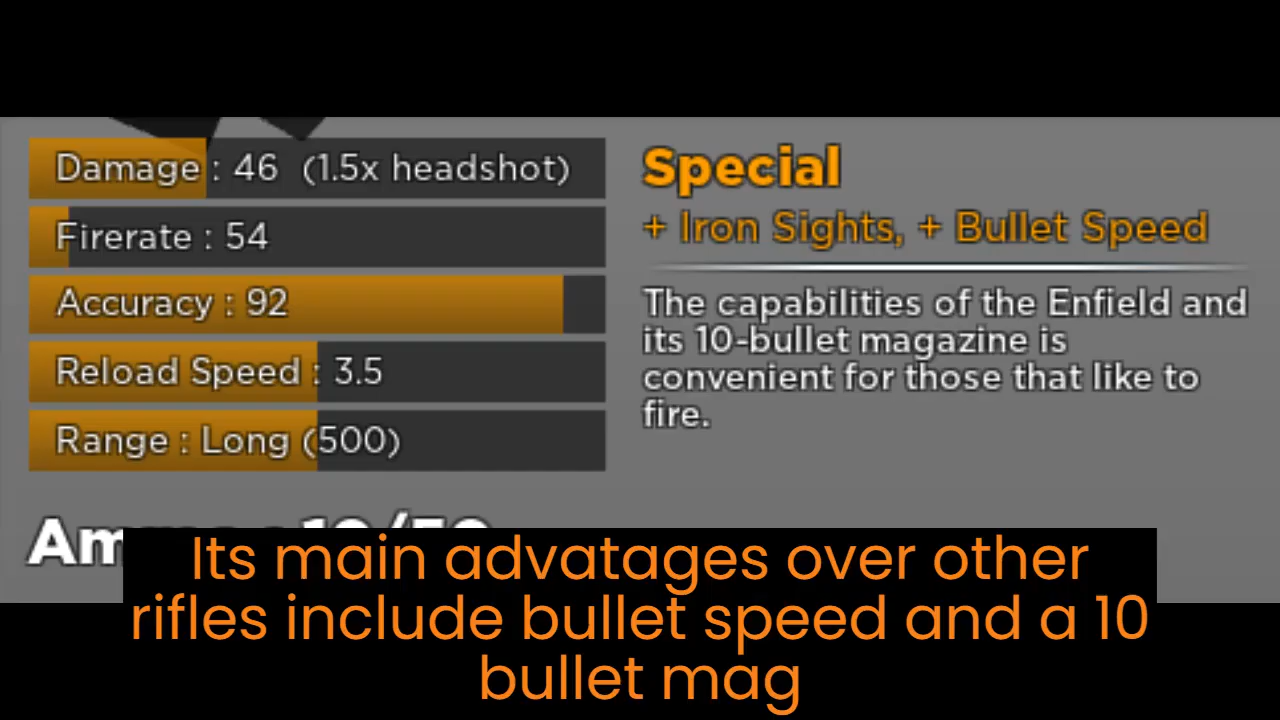 Damage : 46 (1.5x headshot)
Firerate : 54
Accuracy : 92
Reload Speed : 3.5
Range : Long (500)
Special
+ Iron Sights, + Bullet Speed
The capabilities of the Enfield and
its 10-bullet magazine is
convenient for those that like to
fire.
Its main advatages over other
rifles include bullet speed and a 10
bullet mag